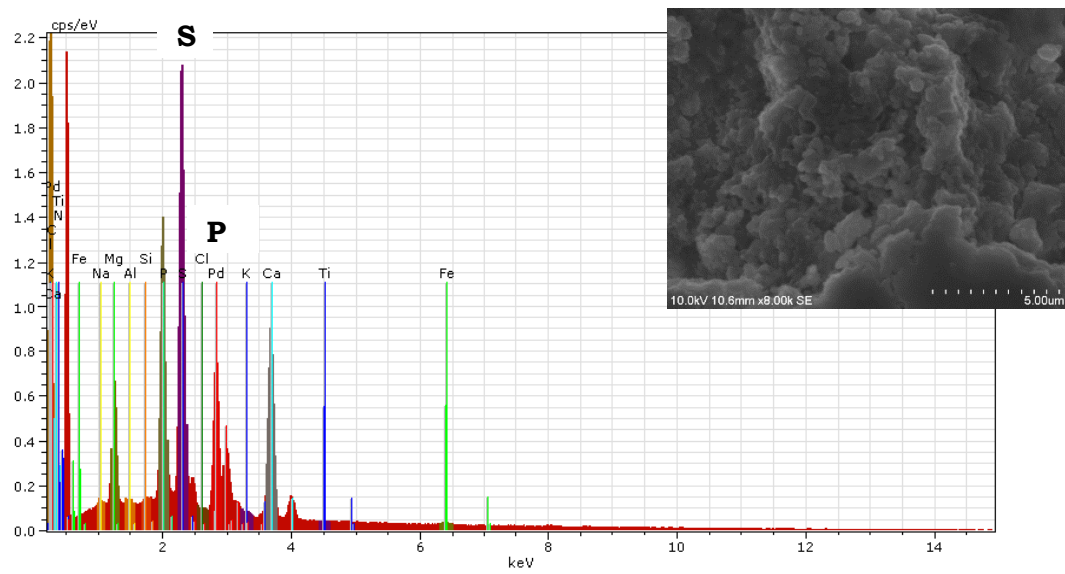 cps/eV
S
2.2
2.0
1.8
1.6
1.4
1.2
1.0
0.8
0.6
0.4
0.2
0.0
Pd
Ti
N
C
P
Fe Mg Si Cl
K Na Al P S Pd K Ca Ti Fe
Ca
2 4 6 8 10 12 14
keV
10.0kV 10.6mm x8.00k SE 5.00um